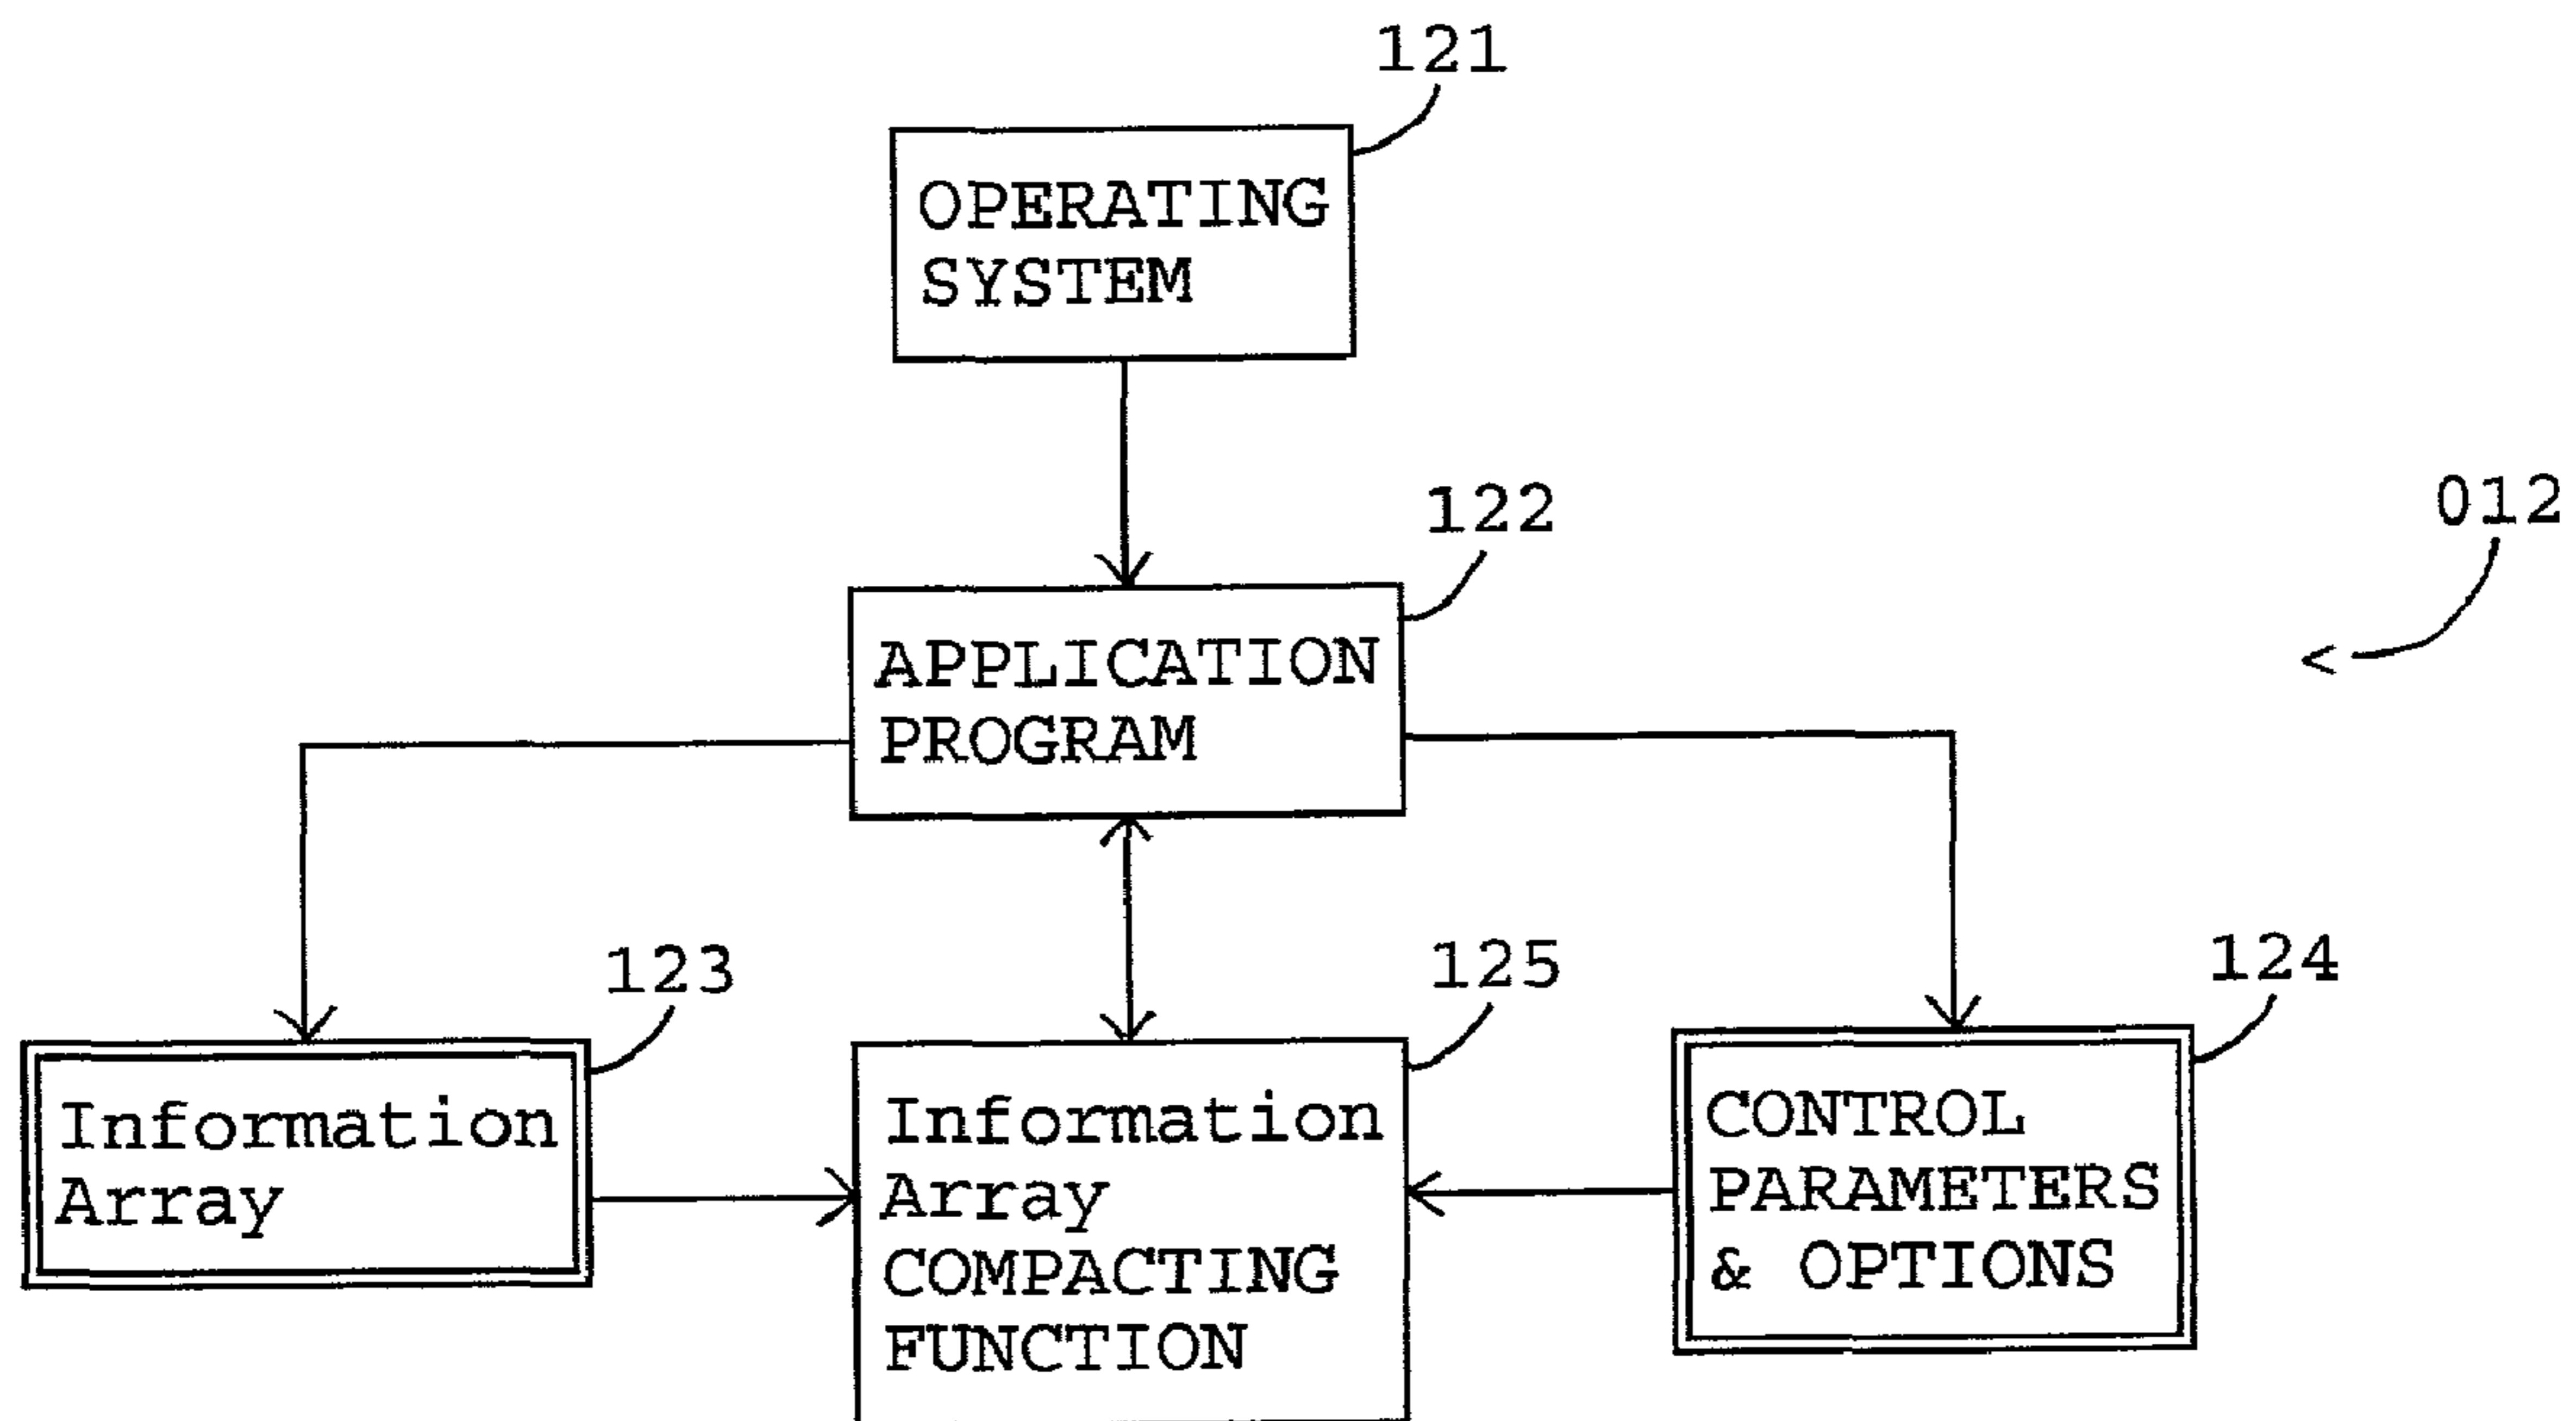 121
OPERATING
SYSTEM
122
012
APPLICATION
PROGRAM
123
125
124
Information
Array
Information
Array
COMPACTING
FUNCTION
CONTROL
PARAMETERS
& OPTIONS